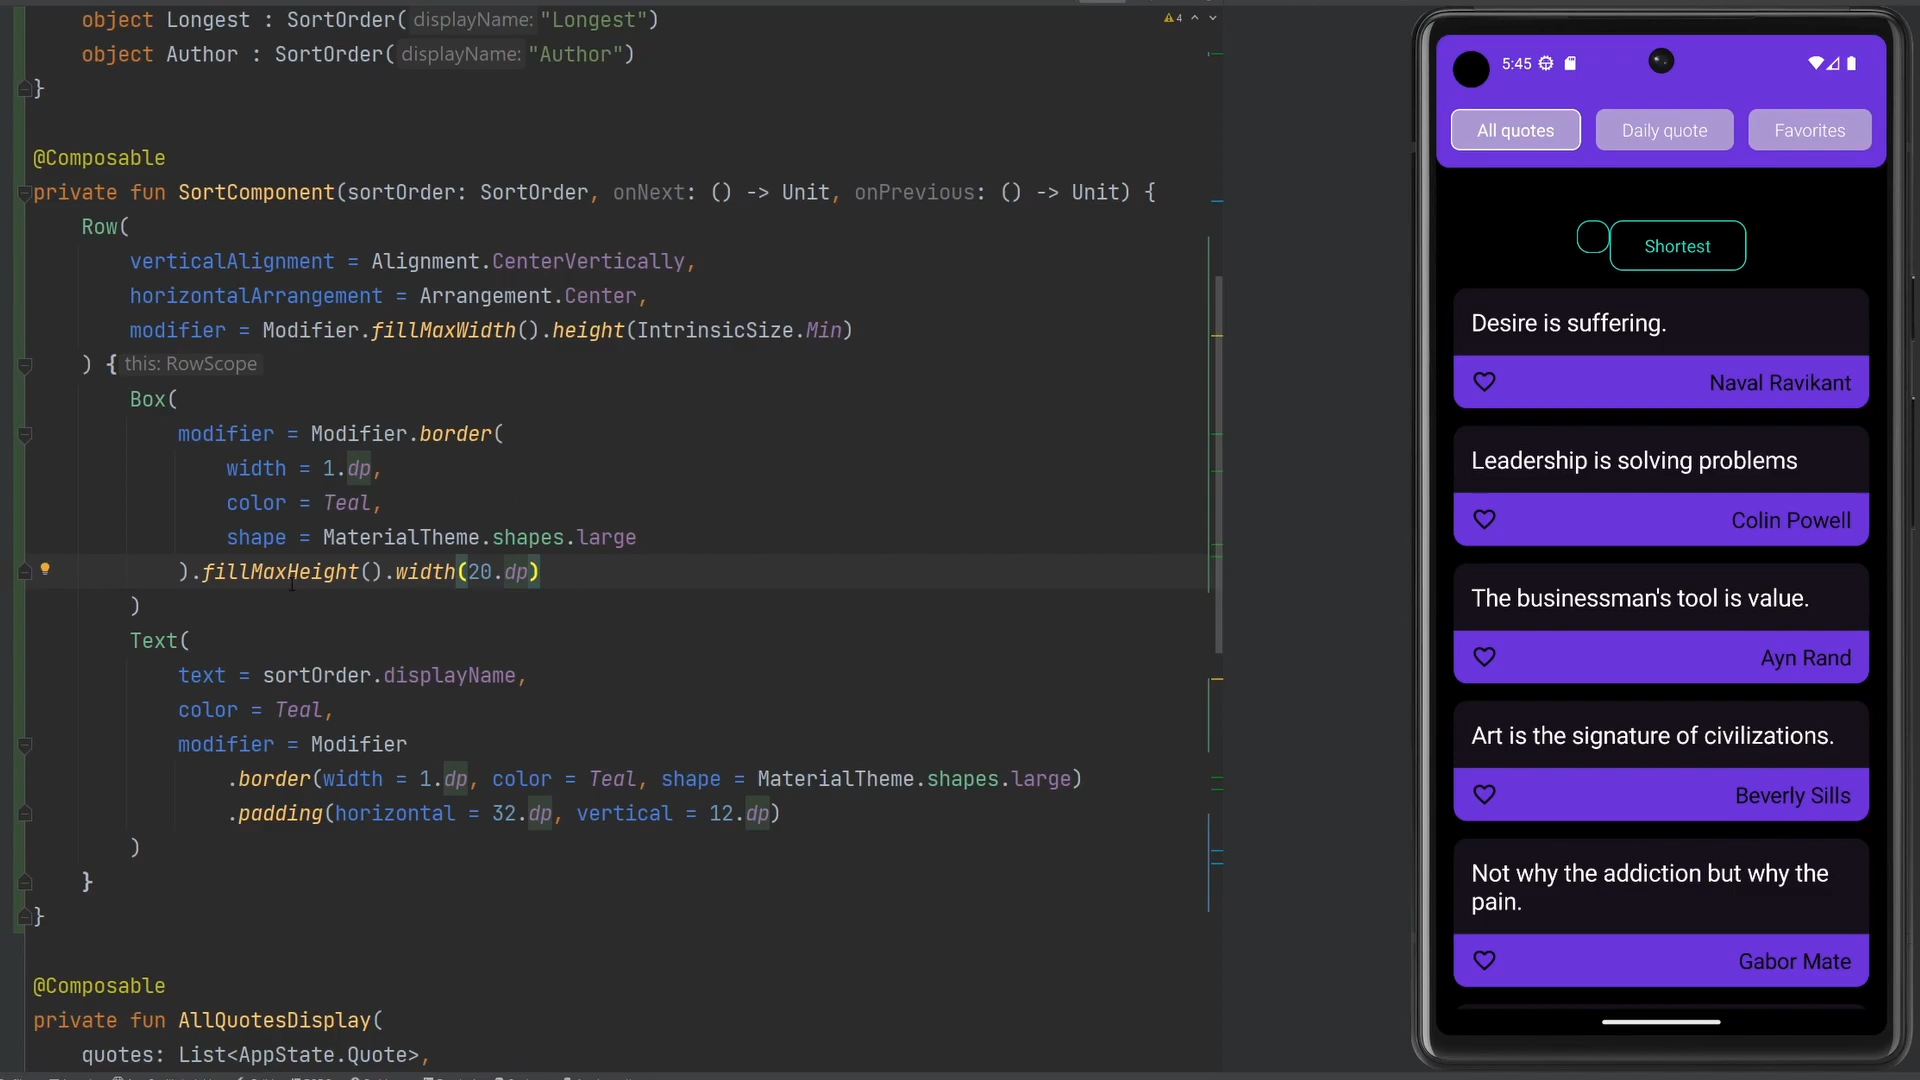 object Longest : SortOrder( displayName: "Longest")
object Author : SortOrder( displayName: "Author")
}
@Composable
private fun SortComponent(sortOrder: SortOrder, onNext: () -> Unit, onPrevious: () -> Unit) {
Row(
verticalAlignment = Alignment.CenterVertically,
horizontalArrangement = Arrangement.Center,
modifier = Modifier.fillMaxWidth().height(IntrinsicSize.Min)
) { this: RowScope
Box(
modifier = Modifier.border(
width = 1.dp,
color = Teal,
shape = MaterialTheme.shapes.large
).fillMaxHeight().width(20.dp)
)
Text(
text = sortOrder.displayName,
color = Teal,
modifier = Modifier
.border(width = 1.dp, color = Teal, shape = MaterialTheme.shapes.large)
.padding(horizontal = 32.dp, vertical = 12.dp)
)
}
}
@Composable
private fun AllQuotesDisplay(
quotes: List<AppState.Quote>,
4
5:45
All quotes
Daily quote
Favorites
Shortest
Desire is suffering.
Naval Ravikant
Leadership is solving problems
Colin Powell
The businessman's tool is value.
Ayn Rand
Art is the signature of civilizations.
Beverly Sills
Not why the addiction but why the
pain.
Gabor Mate